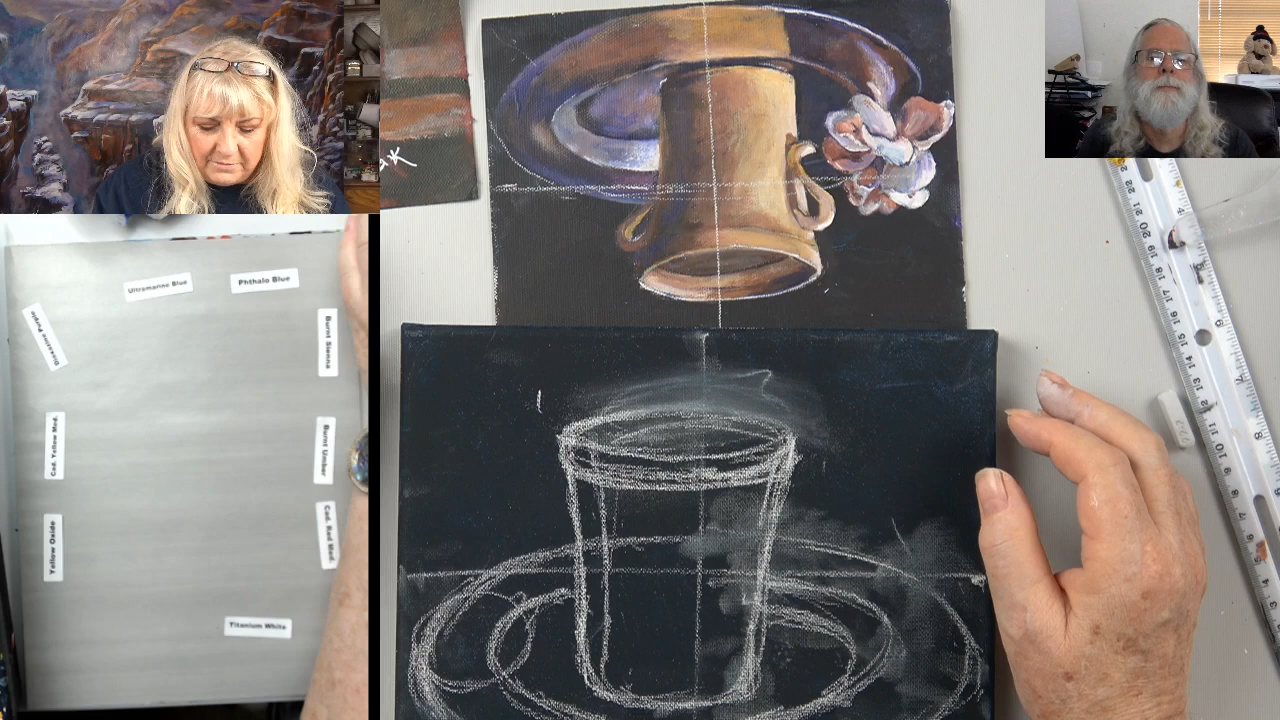 Ultramarine Blue
Phthalo Blue
Dioxazine Purple
Burnt Sienna
Cad. Yellow Med.
Burnt Umber
Yellow Oxide
Cad. Red Med.
Titanium White